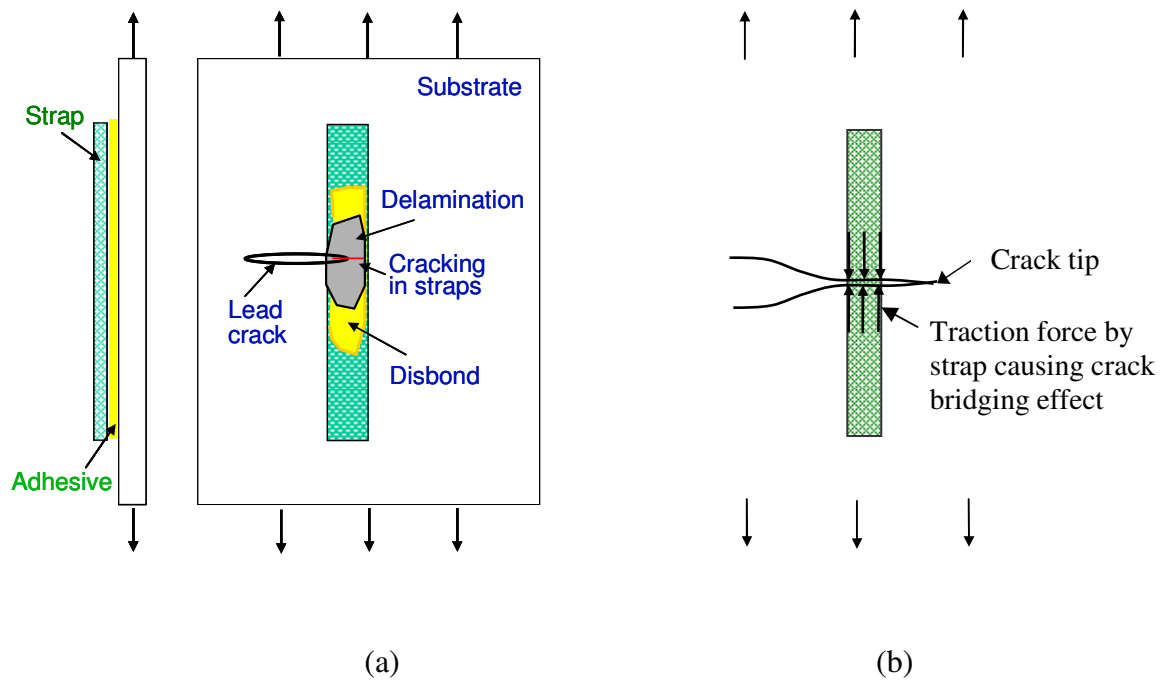 Substrate
Strap
Delamination
Cracking
in straps
Lead
crack
Disbond
Adhesive
Crack tip
Traction force by
strap causing crack
bridging effect
(a)
(b)